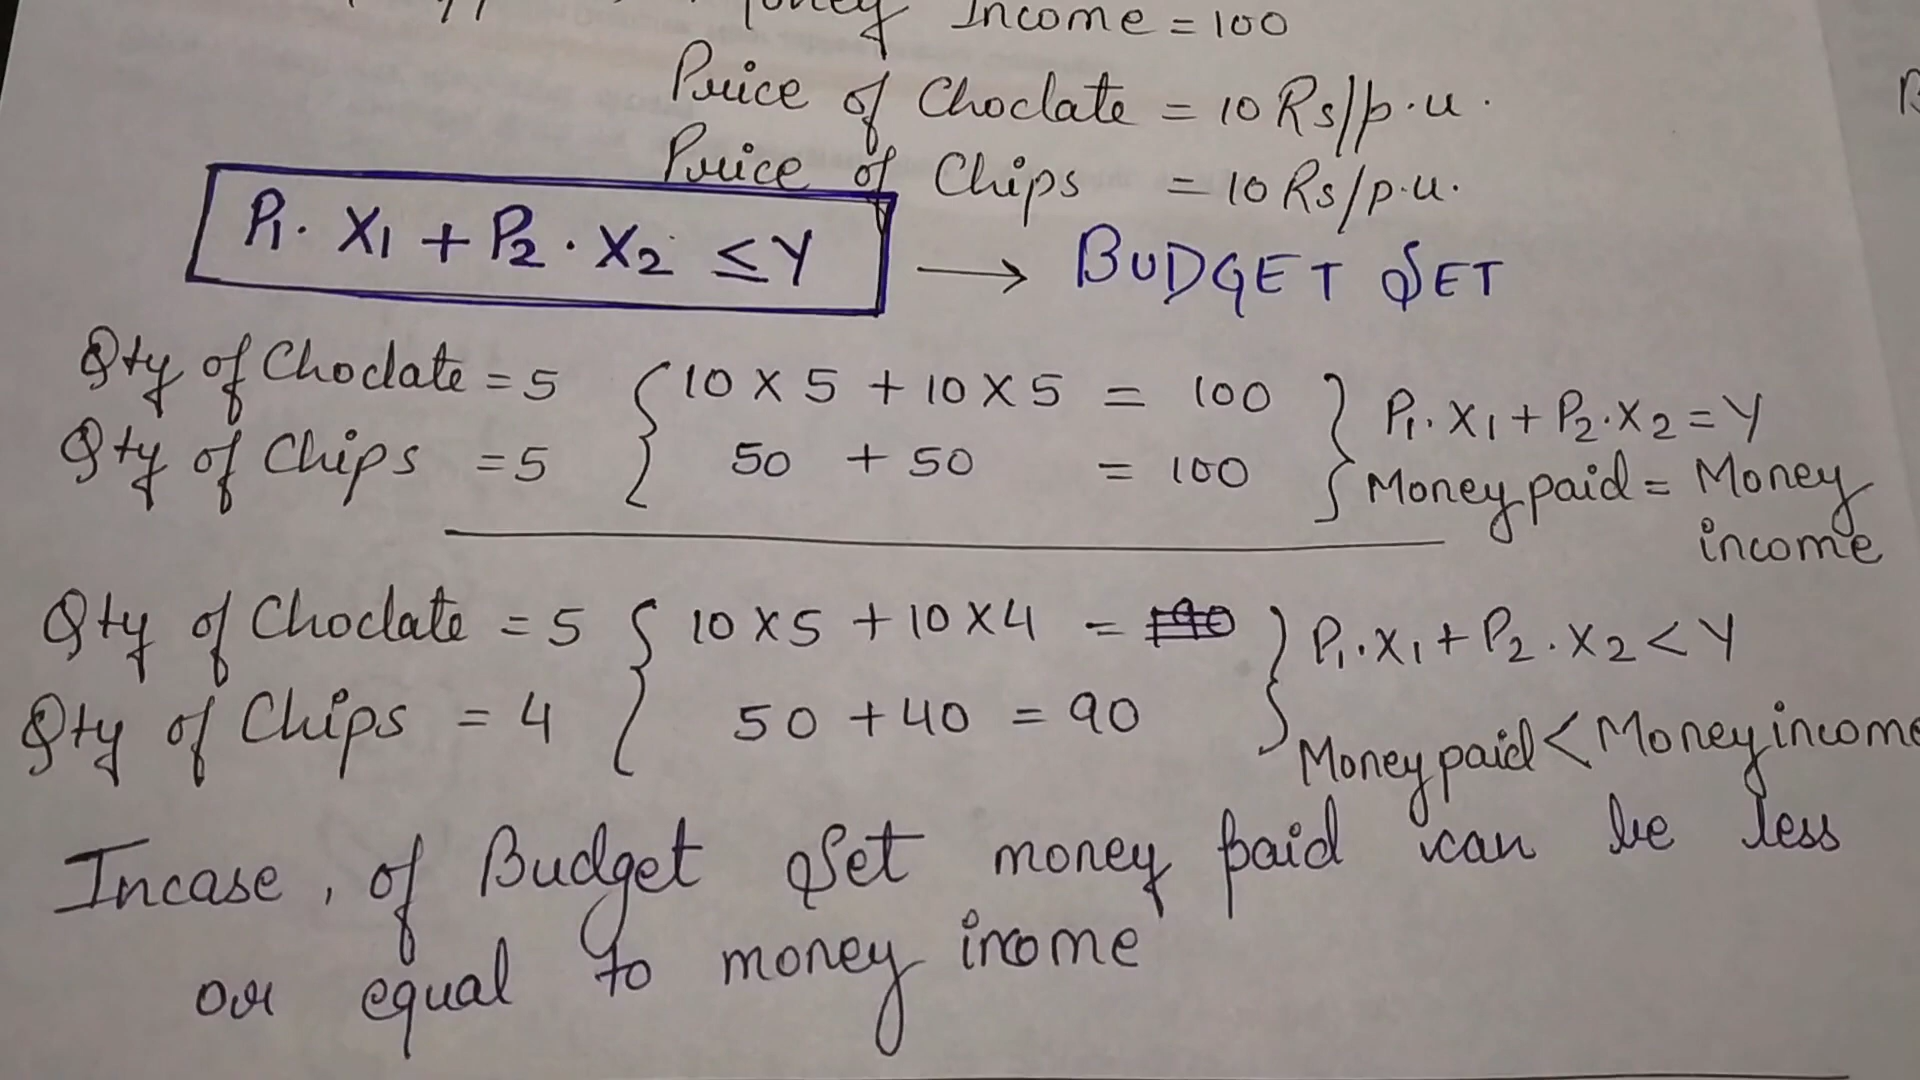 Money Income = 100
Price of Choclate = 10 Rs//p.u.
Price of Chips = 10 Rs/p.u.
P1. X1 + P2 . X2 ≤ Y → BUDGET SET
Qty of Choclate = 5 { 10 X 5 + 10 X 5 = 100 } P1. X1 + P2. X2 = Y
Qty of Chips = 5 50 + 50 = 100 Money paid = Money income
Qty of Choclate = 5 { 10 X 5 + 10 X 4 = } P1. X1 + P2 . X2 < Y
Qty of Chips = 4 50 + 40 = 90 Money paid < Money income
Incase, of Budget Set money paid can be less
or equal to money income